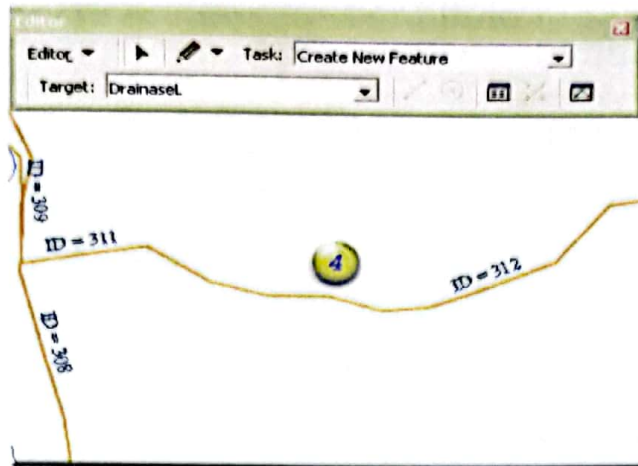 Editor
Editor
Task: Create New Feature
Target: DrainaseL
ID = 309
ID = 311
4
ID = 312
ID = 308